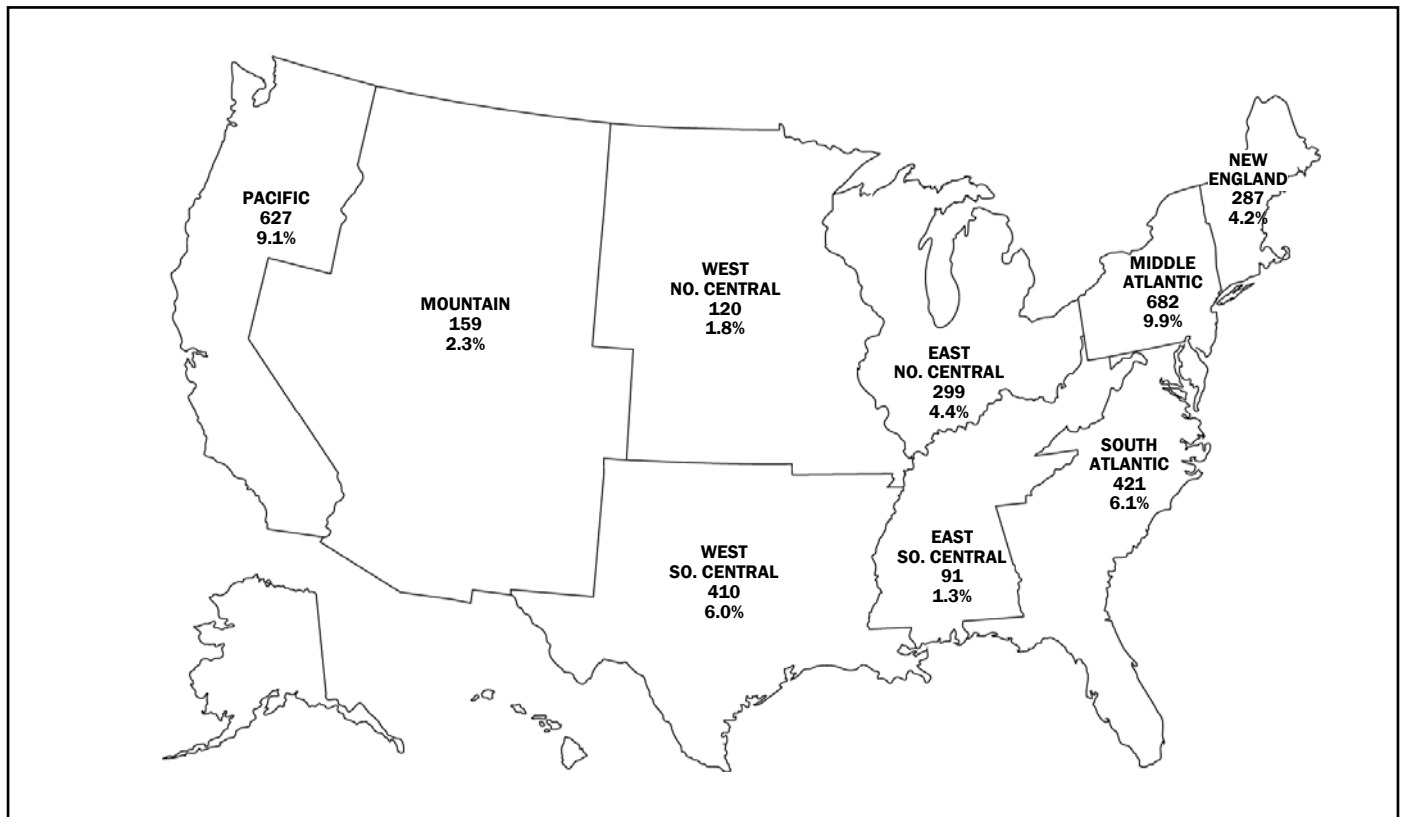 PACIFIC
627
9.1%
MOUNTAIN
159
2.3%
WEST
NO. CENTRAL
120
1.8%
EAST
NO. CENTRAL
299
4.4%
NEW
ENGLAND
287
4.2%
MIDDLE
ATLANTIC
682
9.9%
SOUTH
ATLANTIC
421
6.1%
EAST
SO. CENTRAL
91
1.3%
WEST
SO. CENTRAL
410
6.0%